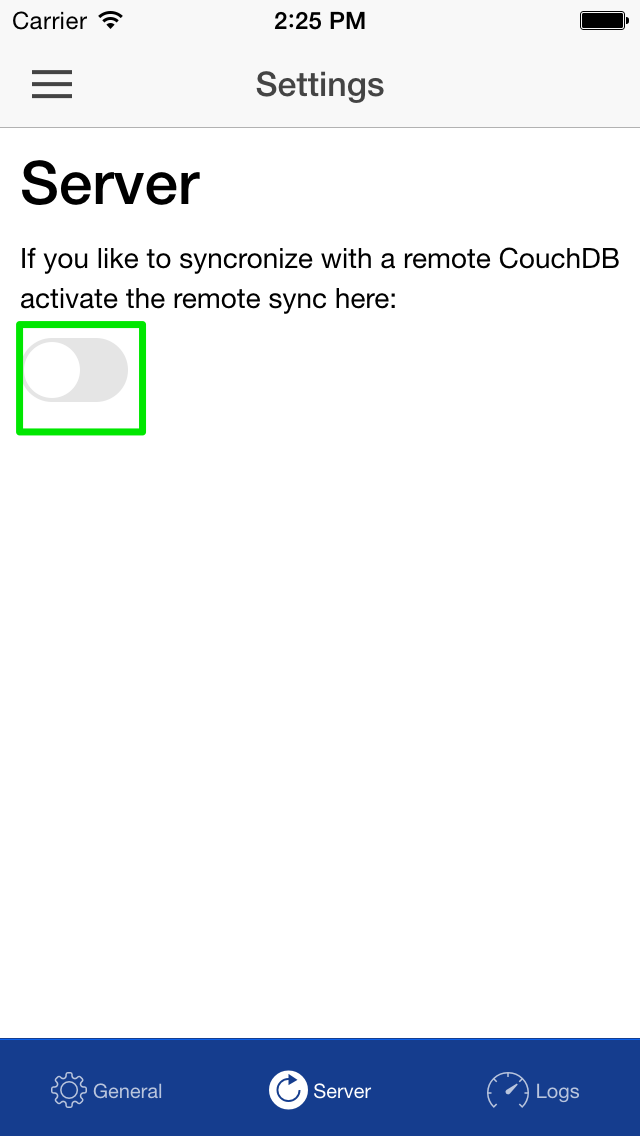 Carrier 2:25 PM
Settings
Server
If you like to syncronize with a remote CouchDB
activate the remote sync here:
General Server Logs